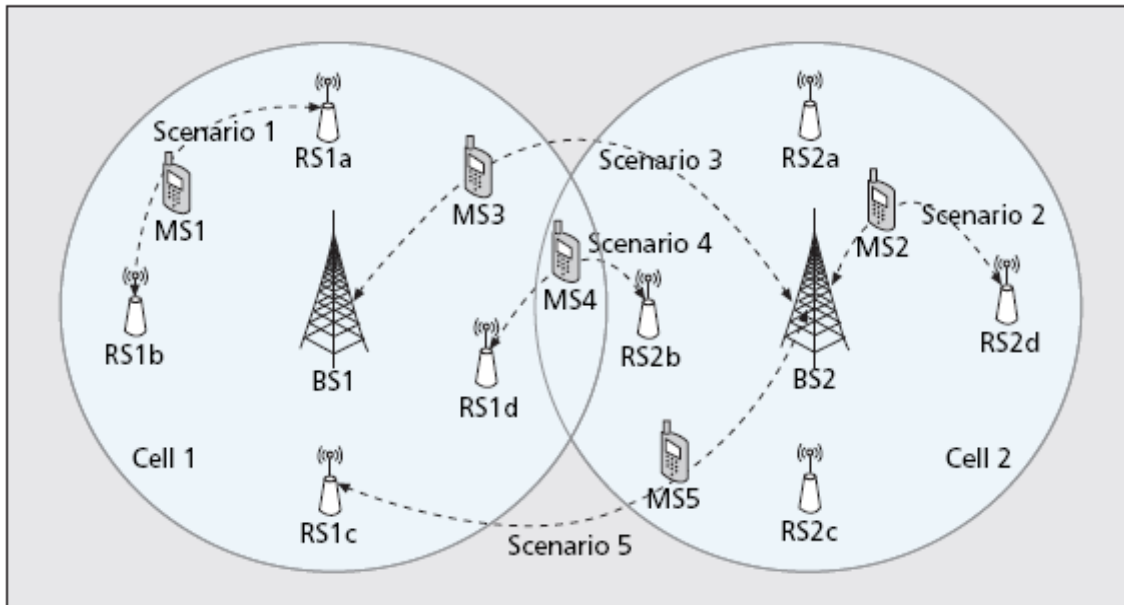 Scenario 1
RS1a
MS1
RS1b
BS1
MS3
Scenario 3
RS2a
MS2
Scenario 2
Scenario 4
MS4
RS2b
RS1d
BS2
RS2d
Cell 1
RS1c
MS5
Scenario 5
RS2c
Cell 2